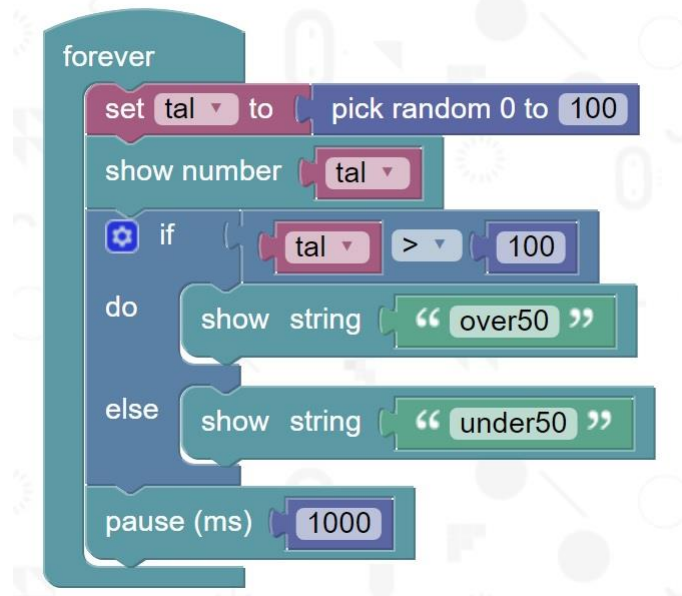 forever
set tal to pick random 0 to 100
show number tal
if tal > 100
do show string “ over50 ”
else show string “ under50 ”
pause (ms) 1000